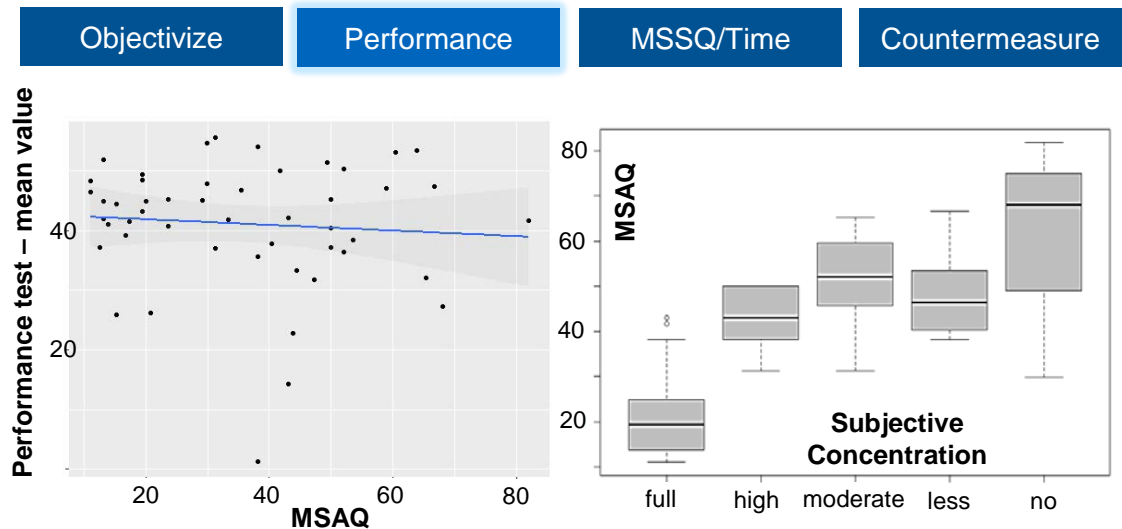 Objectivize
Performance
MSSQ/Time
Countermeasure
Performance test – mean value
40
20
20
40
60
80
MSAQ
80
60
40
20
MSAQ
Subjective
Concentration
full
high
moderate
less
no